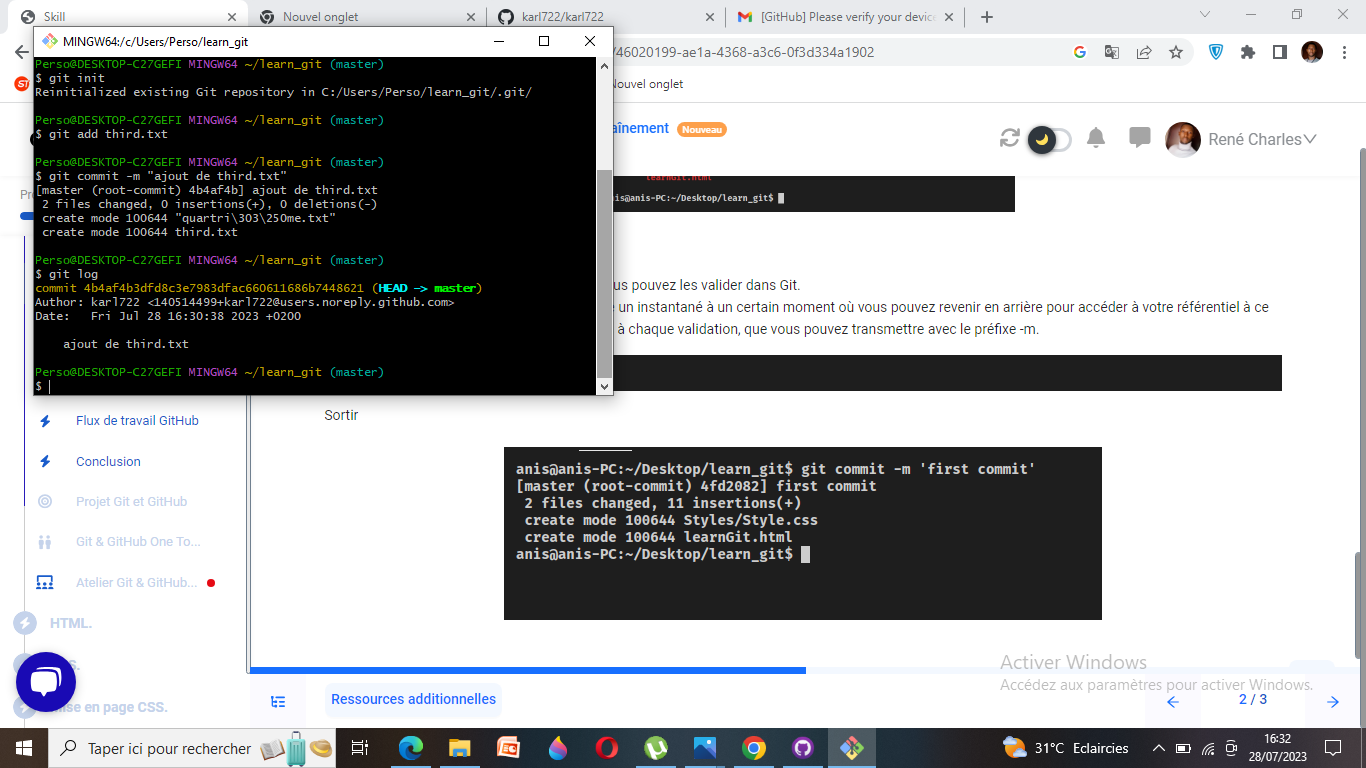 Skill
Nouvel onglet
karl722/karl722
[GitHub] Please verify your device
MINGW64:/c/Users/Perso/learn_git
/46020199-ae1a-4368-a3c6-0f3d334a1902
Nouvel onglet
Perso@DESKTOP-C27GEFI MINGW64 ~/learn_git (master)
$ git init
Reinitialized existing Git repository in C:/Users/Perso/learn_git/.git/
Perso@DESKTOP-C27GEFI MINGW64 ~/learn_git (master)
$ git add third.txt
Perso@DESKTOP-C27GEFI MINGW64 ~/learn_git (master)
$ git commit -m "ajout de third.txt"
[master (root-commit) 4b4af4b] ajout de third.txt
2 files changed, 0 insertions(+), 0 deletions(-)
create mode 100644 "quartri\303\250me.txt"
create mode 100644 third.txt
Perso@DESKTOP-C27GEFI MINGW64 ~/learn_git (master)
$ git log
commit 4b4af4b3dfd8c3e7983dfac660611686b7448621 (HEAD -> master)
Author: karl722 <140514499+karl722@users.noreply.github.com>
Date: Fri Jul 28 16:30:38 2023 +0200
ajout de third.txt
Perso@DESKTOP-C27GEFI MINGW64 ~/learn_git (master)
$
aînement Nouveau
René Charles
learnGit.html
is@anis-PC:~/Desktop/learn_git$
us pouvez les valider dans Git.
un instantané à un certain moment où vous pouvez revenir en arrière pour accéder à votre référentiel à ce
à chaque validation, que vous pouvez transmettre avec le préfixe -m.
Sortir
anis@anis-PC:~/Desktop/learn_git$ git commit -m 'first commit'
[master (root-commit) 4fd2082] first commit
2 files changed, 11 insertions(+)
create mode 100644 Styles/Style.css
create mode 100644 learnGit.html
anis@anis-PC:~/Desktop/learn_git$
Flux de travail GitHub
Conclusion
Projet Git et GitHub
Git & GitHub One To...
Atelier Git & GitHub...
HTML.
S.
Mise en page CSS.
Activer Windows
Accédez aux paramètres pour activer Windows.
Ressources additionnelles
2 / 3
Taper ici pour rechercher
31°C Eclaircies
16:32
28/07/2023